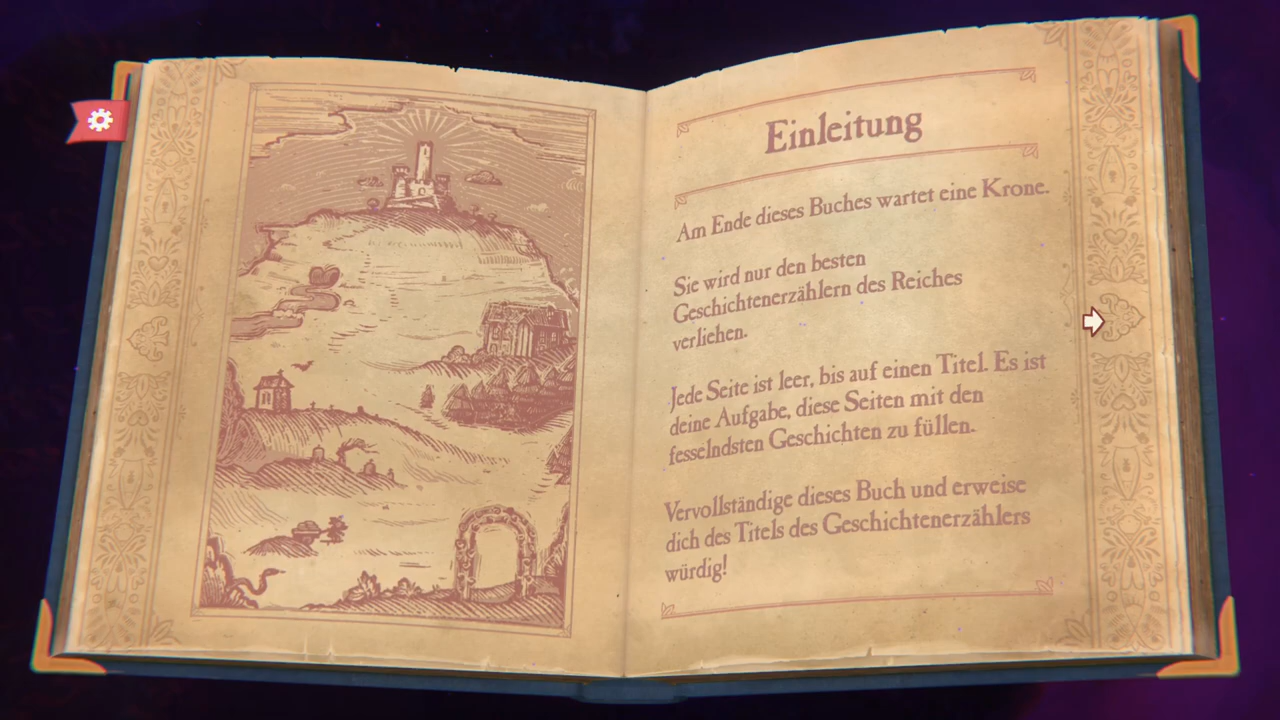 Einleitung
Am Ende dieses Buches wartet eine Krone.
Sie wird nur den besten
Geschichtenerzählern des Reiches
verliehen.
Jede Seite ist leer, bis auf einen Titel. Es ist
deine Aufgabe, diese Seiten mit den
fesselndsten Geschichten zu füllen.
Vervollständige dieses Buch und erweise
dich des Titels des Geschichtenerzählers
würdig!